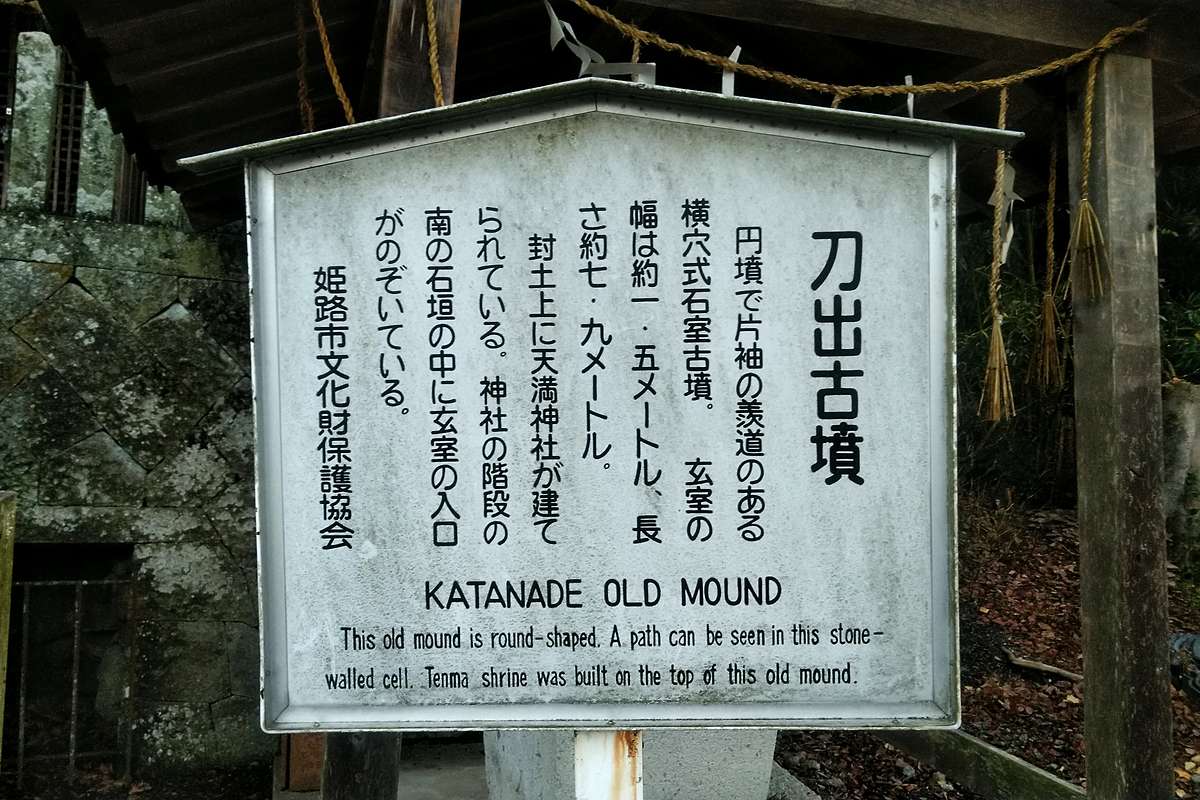 刀出古墳
円墳で片袖の羨道のある
横穴式石室古墳。 玄室の
幅は約一・五メートル、長
さ約七・九メートル。
封土上に天満神社が建て
られている。神社の階段の
南の石垣の中に玄室の入口
がのぞいている。
姫路市文化財保護協会
KATANADE OLD MOUND
This old mound is round-shaped. A path can be seen in this stone-
walled cell. Tenma shrine was built on the top of this old mound.